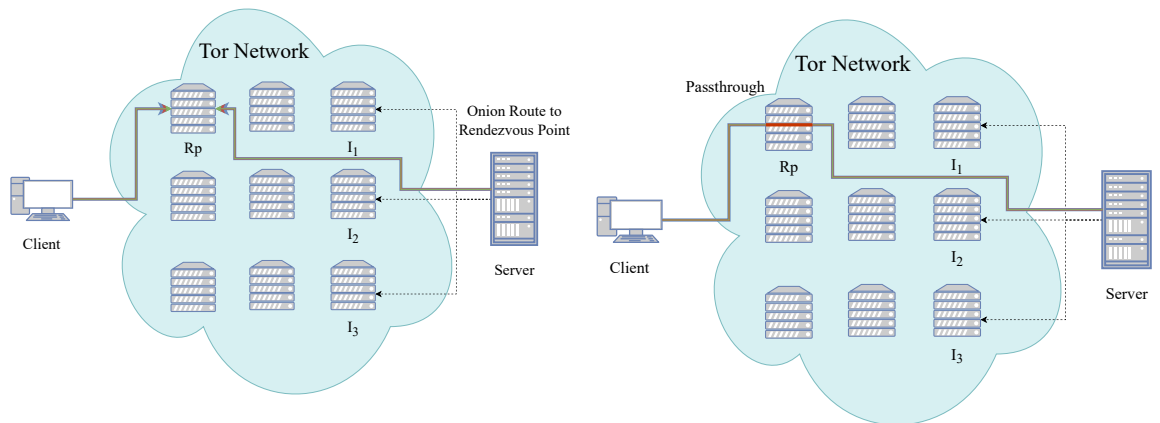 Tor Network
Onion Route to
Rendezvous Point
Rp
I1
Client
I2
Server
I3
Tor Network
Passthrough
Rp
I1
Client
I2
Server
I3